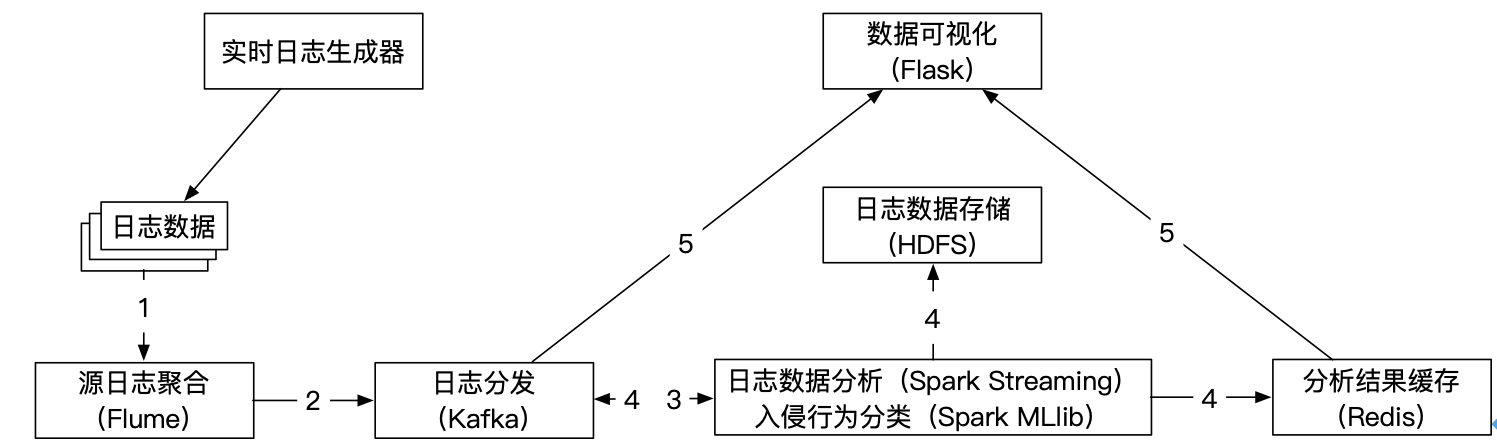 实时日志生成器
数据可视化
（Flask）
日志数据
日志数据存储
（HDFS）
5
5
1
4
源日志聚合
（Flume）
2
日志分发
（Kafka）
4
3
日志数据分析（Spark Streaming）
入侵行为分类（Spark MLlib）
4
分析结果缓存
（Redis）